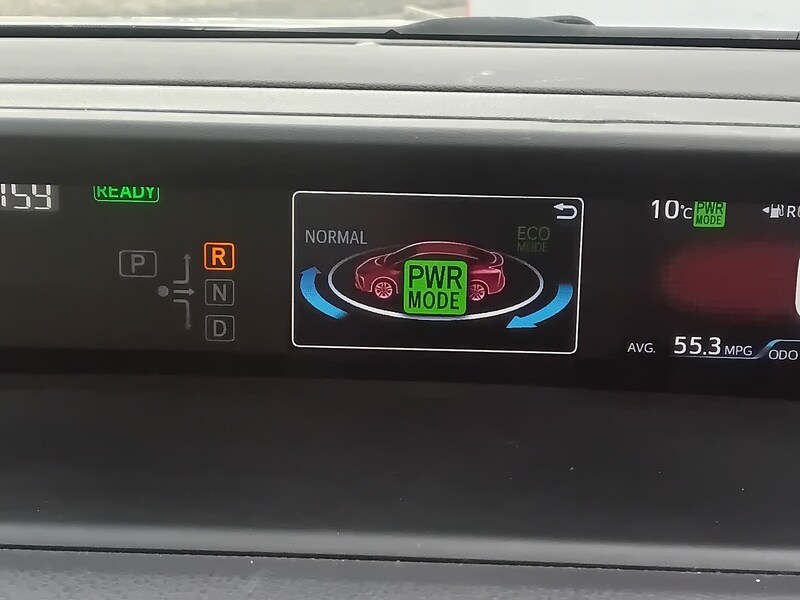 READY
P
R
N
D
NORMAL
ECO
MODE
PWR
MODE
10°C
PWR
MODE
AVG. 55.3 MPG
ODO